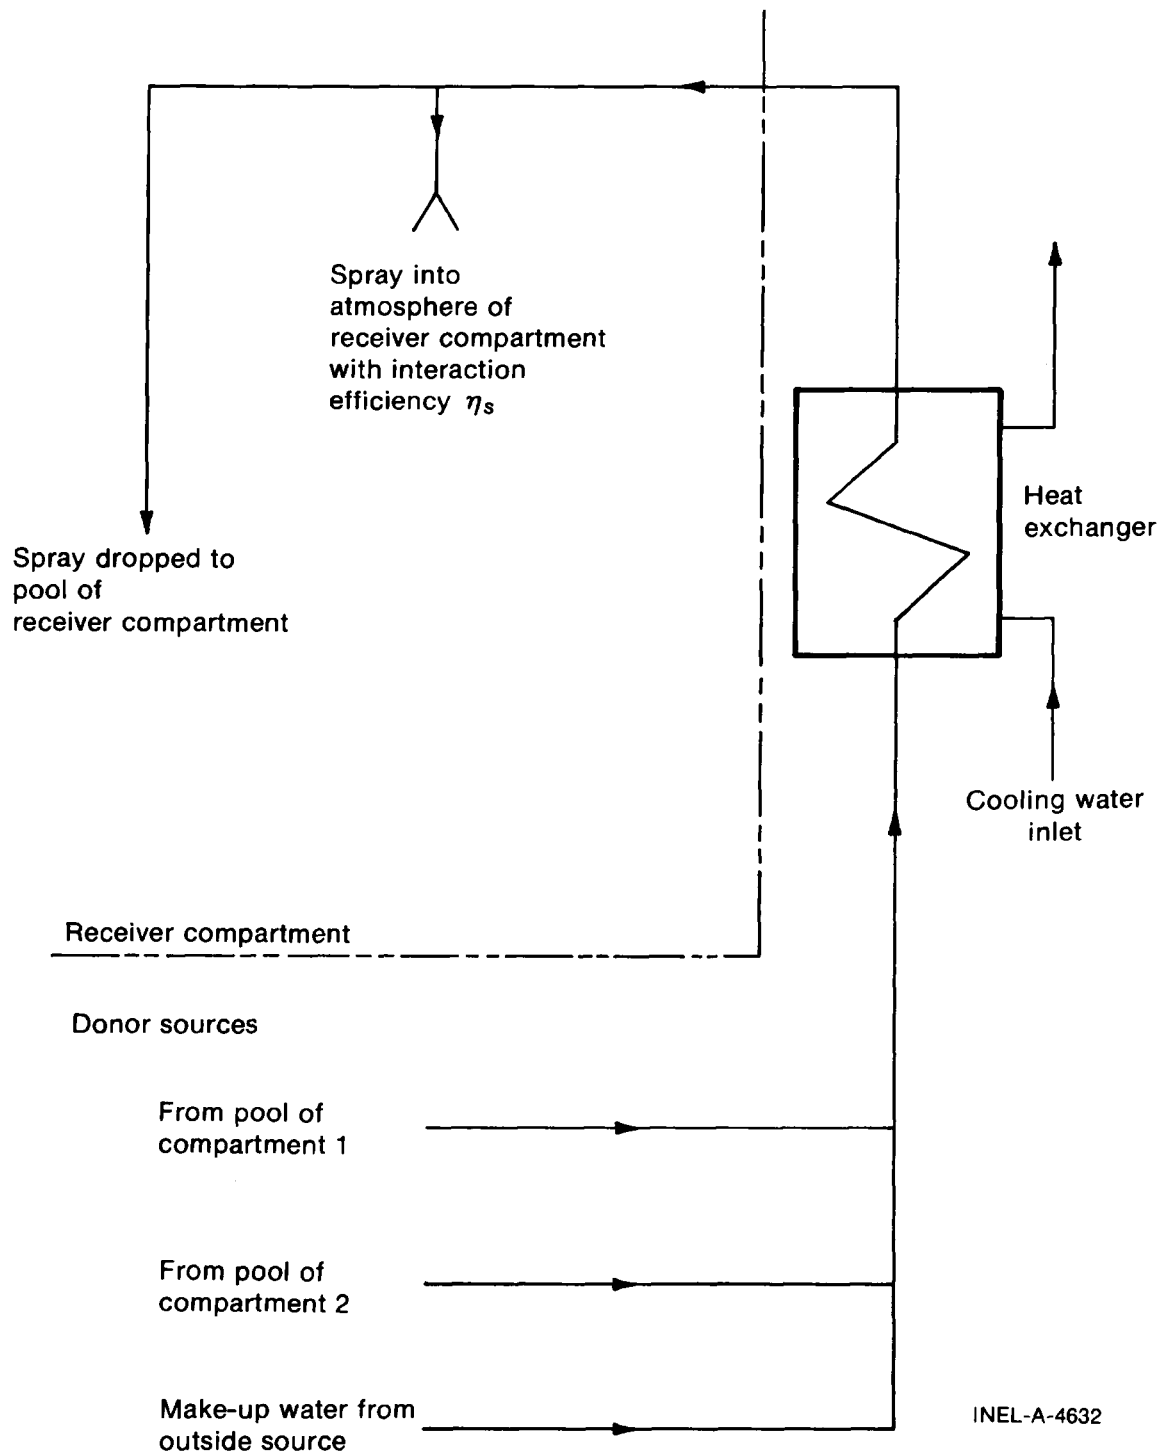 Spray into
atmosphere of
receiver compartment
with interaction
efficiency ηs
Heat
exchanger
Spray dropped to
pool of
receiver compartment
Cooling water
inlet
Receiver compartment
Donor sources
From pool of
compartment 1
From pool of
compartment 2
Make-up water from
outside source
INEL-A-4632